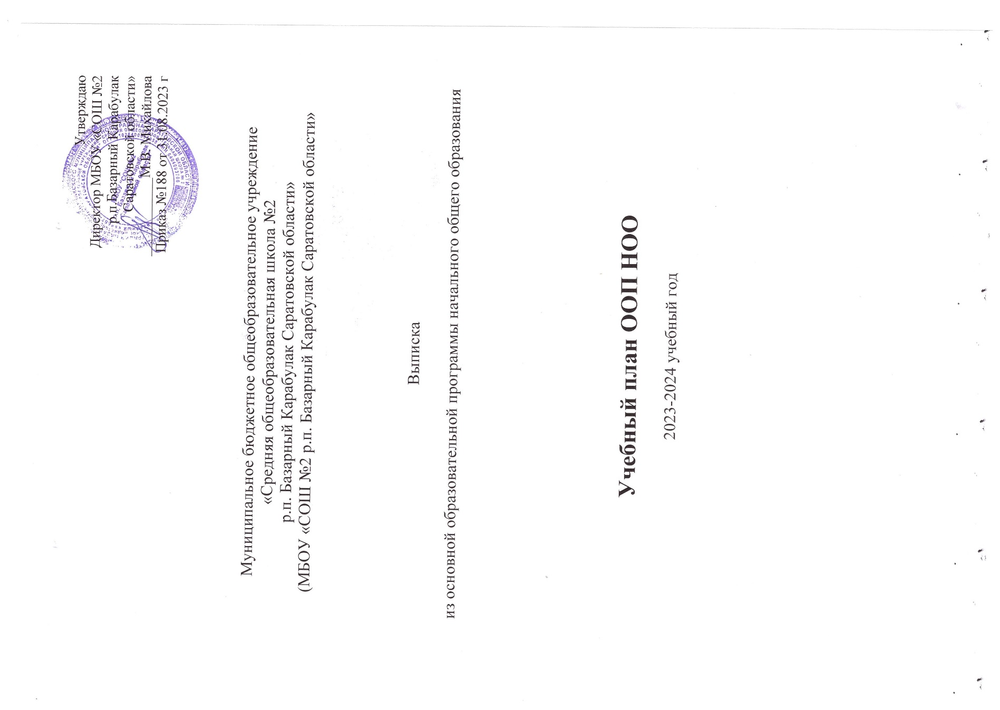 Утверждаю
Директор МБОУ «СОШ №2
р.п.Базарный Карабулак
Саратовской области»
М.В. Михайлова
Приказ №188 от 31.08.2023 г
Муниципальное бюджетное общеобразовательное учреждение
«Средняя общеобразовательная школа №2
р.п. Базарный Карабулак Саратовской области»
(МБОУ «СОШ №2 р.п. Базарный Карабулак Саратовской области»
Выписка
из основной образовательной программы начального общего образования
Учебный план ООП НОО
2023-2024 учебный год